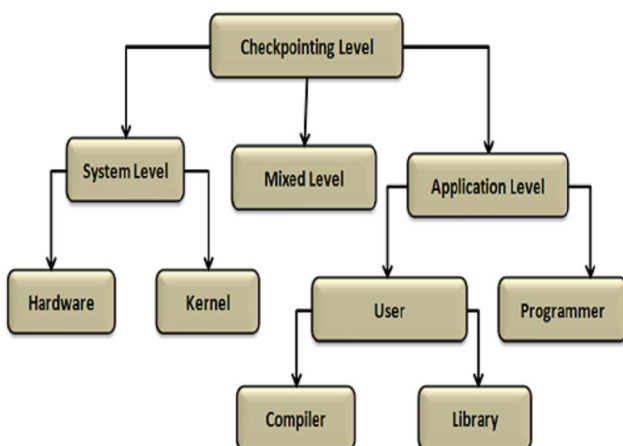 Checkpointing Level
System Level
Mixed Level
Application Level
Hardware
Kernel
User
Programmer
Compiler
Library